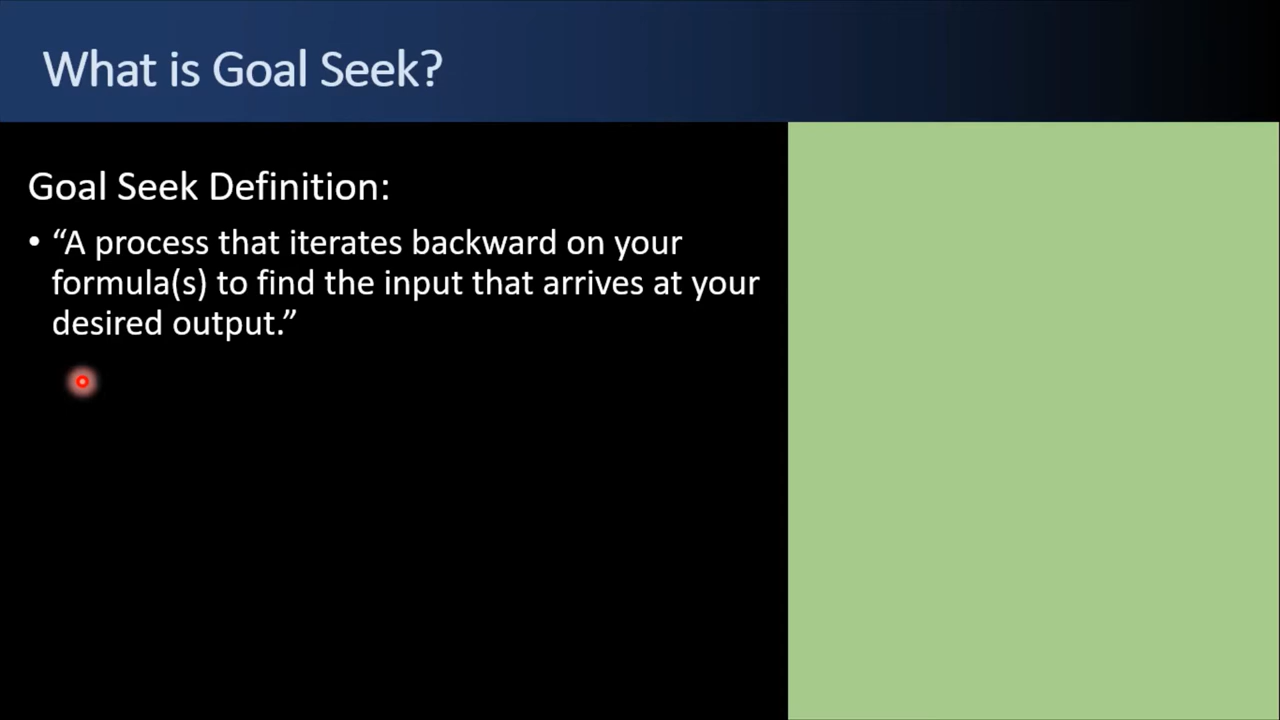 What is Goal Seek?
Goal Seek Definition:
• “A process that iterates backward on your
formula(s) to find the input that arrives at your
desired output.”